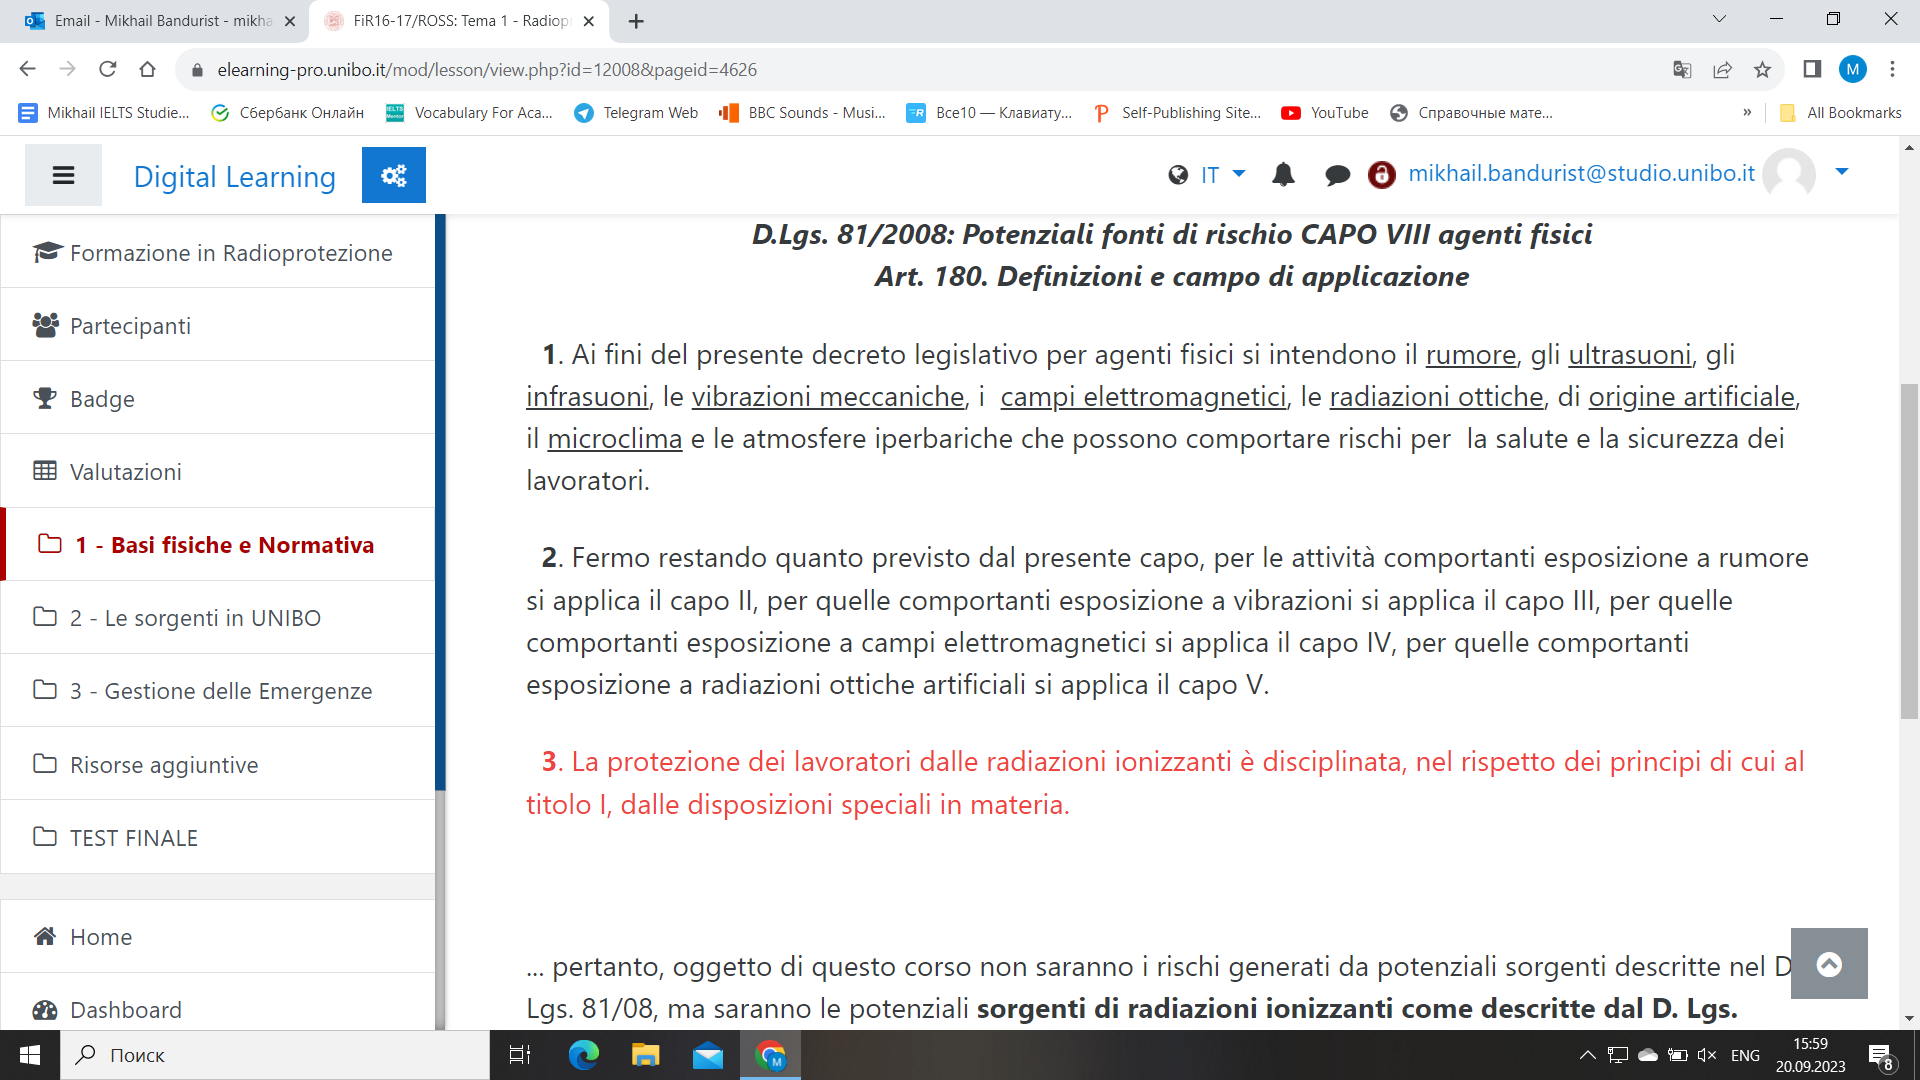 Email - Mikhail Bandurist - mikha
FiR16-17/ROSS: Tema 1 - Radiop
elearning-pro.unibo.it/mod/lesson/view.php?id=12008&pageid=4626
M
Mikhail IELTS Studie...
Сбербанк Онлайн
Vocabulary For Aca...
Telegram Web
BBC Sounds - Musi...
Все10 — Клавиату...
Self-Publishing Site...
YouTube
Справочные мате...
»
All Bookmarks
Digital Learning
IT
mikhail.bandurist@studio.unibo.it
Formazione in Radioprotezione
Partecipanti
Badge
Valutazioni
1 - Basi fisiche e Normativa
2 - Le sorgenti in UNIBO
3 - Gestione delle Emergenze
Risorse aggiuntive
TEST FINALE
Home
Dashboard
D.Lgs. 81/2008: Potenziali fonti di rischio CAPO VIII agenti fisici
Art. 180. Definizioni e campo di applicazione
1. Ai fini del presente decreto legislativo per agenti fisici si intendono il rumore, gli ultrasuoni, gli
infrasuoni, le vibrazioni meccaniche, i campi elettromagnetici, le radiazioni ottiche, di origine artificiale,
il microclima e le atmosfere iperbariche che possono comportare rischi per la salute e la sicurezza dei
lavoratori.
2. Fermo restando quanto previsto dal presente capo, per le attività comportanti esposizione a rumore
si applica il capo II, per quelle comportanti esposizione a vibrazioni si applica il capo III, per quelle
comportanti esposizione a campi elettromagnetici si applica il capo IV, per quelle comportanti
esposizione a radiazioni ottiche artificiali si applica il capo V.
3. La protezione dei lavoratori dalle radiazioni ionizzanti è disciplinata, nel rispetto dei principi di cui al
titolo I, dalle disposizioni speciali in materia.
... pertanto, oggetto di questo corso non saranno i rischi generati da potenziali sorgenti descritte nel D
Lgs. 81/08, ma saranno le potenziali sorgenti di radiazioni ionizzanti come descritte dal D. Lgs.
Поиск
M
ENG
15:59
20.09.2023
8